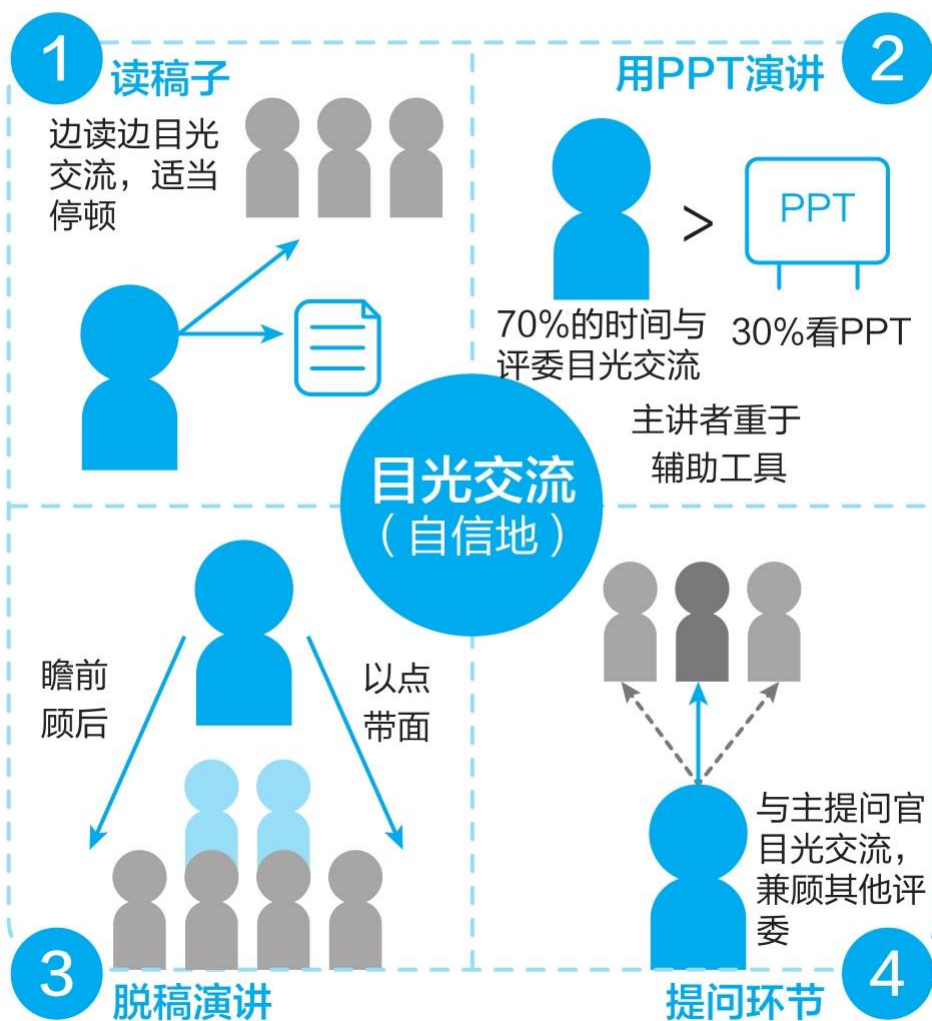 1
读稿子
边读边目光
交流，适当
停顿
用PPT演讲
2
PPT
>
70%的时间与
评委目光交流
30%看PPT
主讲者重于
辅助工具
目光交流
（自信地）
瞻前
顾后
以点
带面
3
脱稿演讲
与主提问官
目光交流，
兼顾其他评
委
提问环节
4